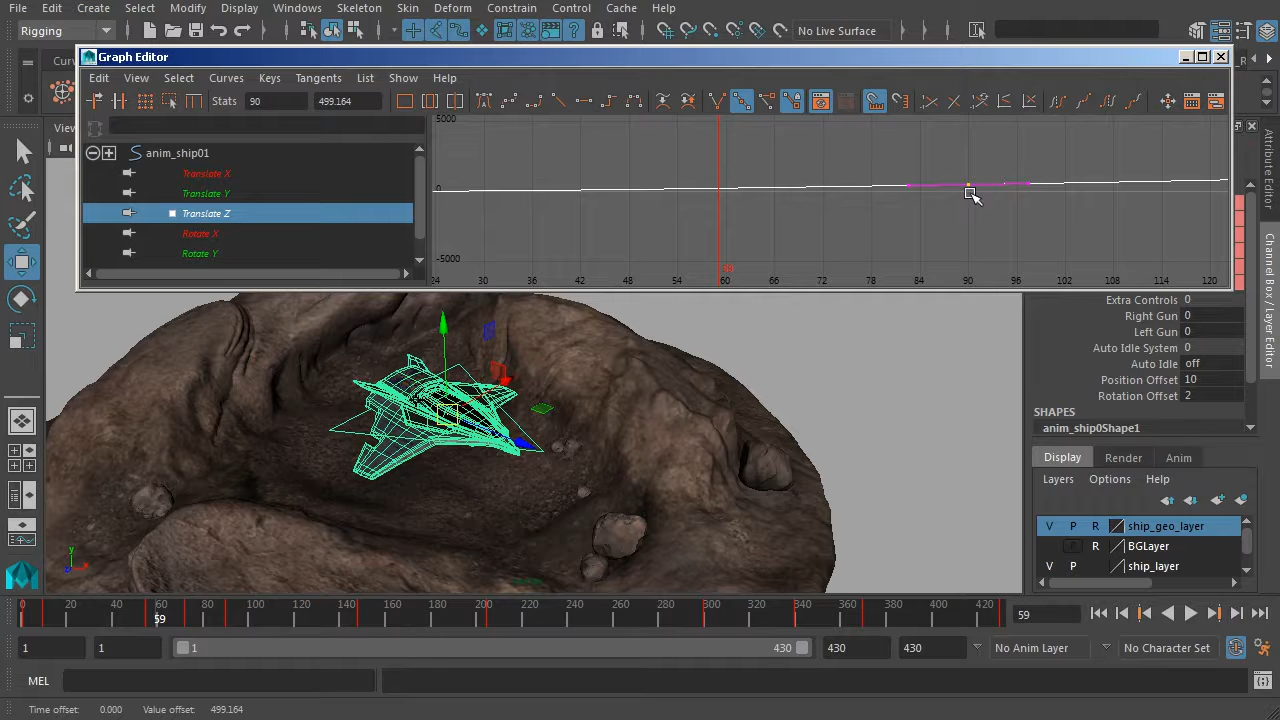 File Edit Create Select Modify Display Windows Skeleton Skin Deform Constrain Control Cache Help
Rigging No Live Surface
Graph Editor
Edit View Select Curves Keys Tangents List Show Help
Stats 90 499.164
anim_ship01
Translate X
Translate Y
Translate Z
Rotate X
Rotate Y
5000
0
-5000
24 30 36 42 48 54 60 66 72 78 84 90 96 102 108 114 120
Attribute Editor
Channel Box / Layer Editor
Extra Controls 0
Right Gun 0
Left Gun 0
Auto Idle System 0
Auto Idle off
Position Offset 10
Rotation Offset 2
SHAPES
anim_ship0Shape1
Display Render Anim
Layers Options Help
V P R ship_geo_layer
R BGLayer
V P ship_layer
0 20 40 60 80 100 120 140 160 180 200 220 240 260 280 300 320 340 360 380 400 420
59 59
1 1 1 430 430 430 No Anim Layer No Character Set
MEL
Time offset: 0.000 Value offset: 499.164